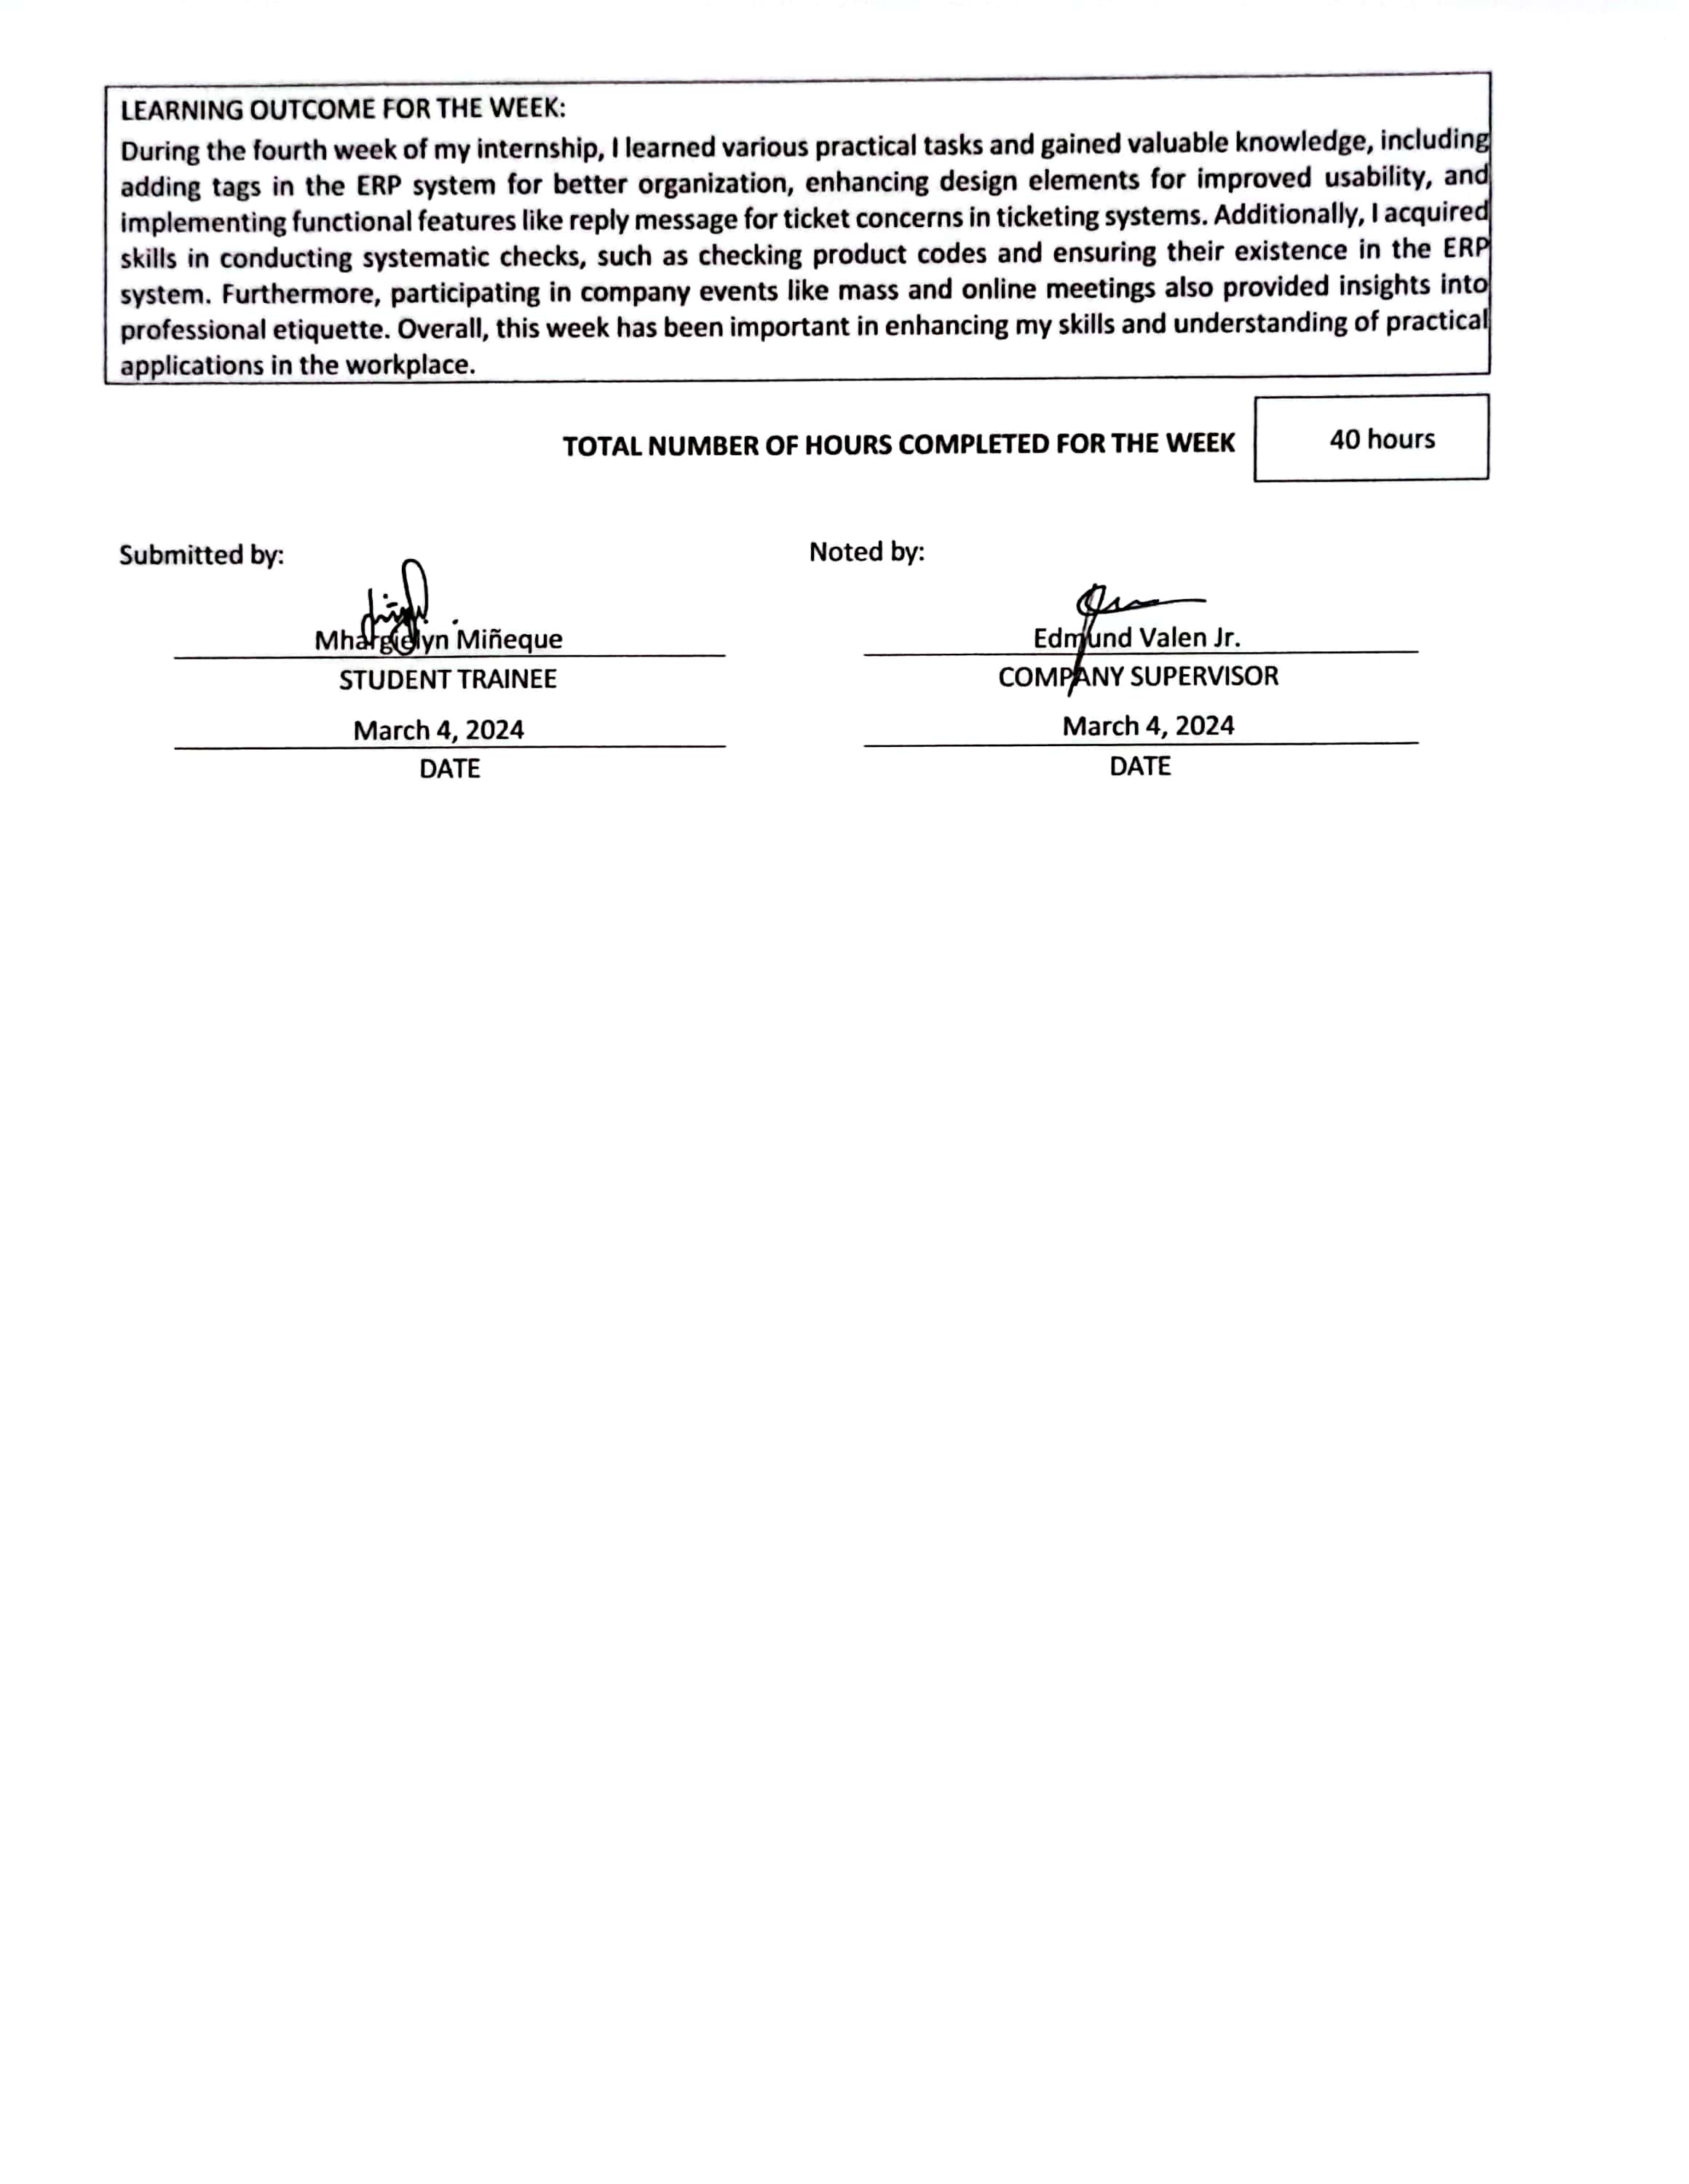 LEARNING OUTCOME FOR THE WEEK:
During the fourth week of my internship, I learned various practical tasks and gained valuable knowledge, including
adding tags in the ERP system for better organization, enhancing design elements for improved usability, and
implementing functional features like reply message for ticket concerns in ticketing systems. Additionally, I acquired
skills in conducting systematic checks, such as checking product codes and ensuring their existence in the ERP
system. Furthermore, participating in company events like mass and online meetings also provided insights into
professional etiquette. Overall, this week has been important in enhancing my skills and understanding of practical
applications in the workplace.
TOTAL NUMBER OF HOURS COMPLETED FOR THE WEEK 40 hours
Submitted by:
Mhargielyn Miñeque
STUDENT TRAINEE
March 4, 2024
DATE
Noted by:
Edmund Valen Jr.
COMPANY SUPERVISOR
March 4, 2024
DATE